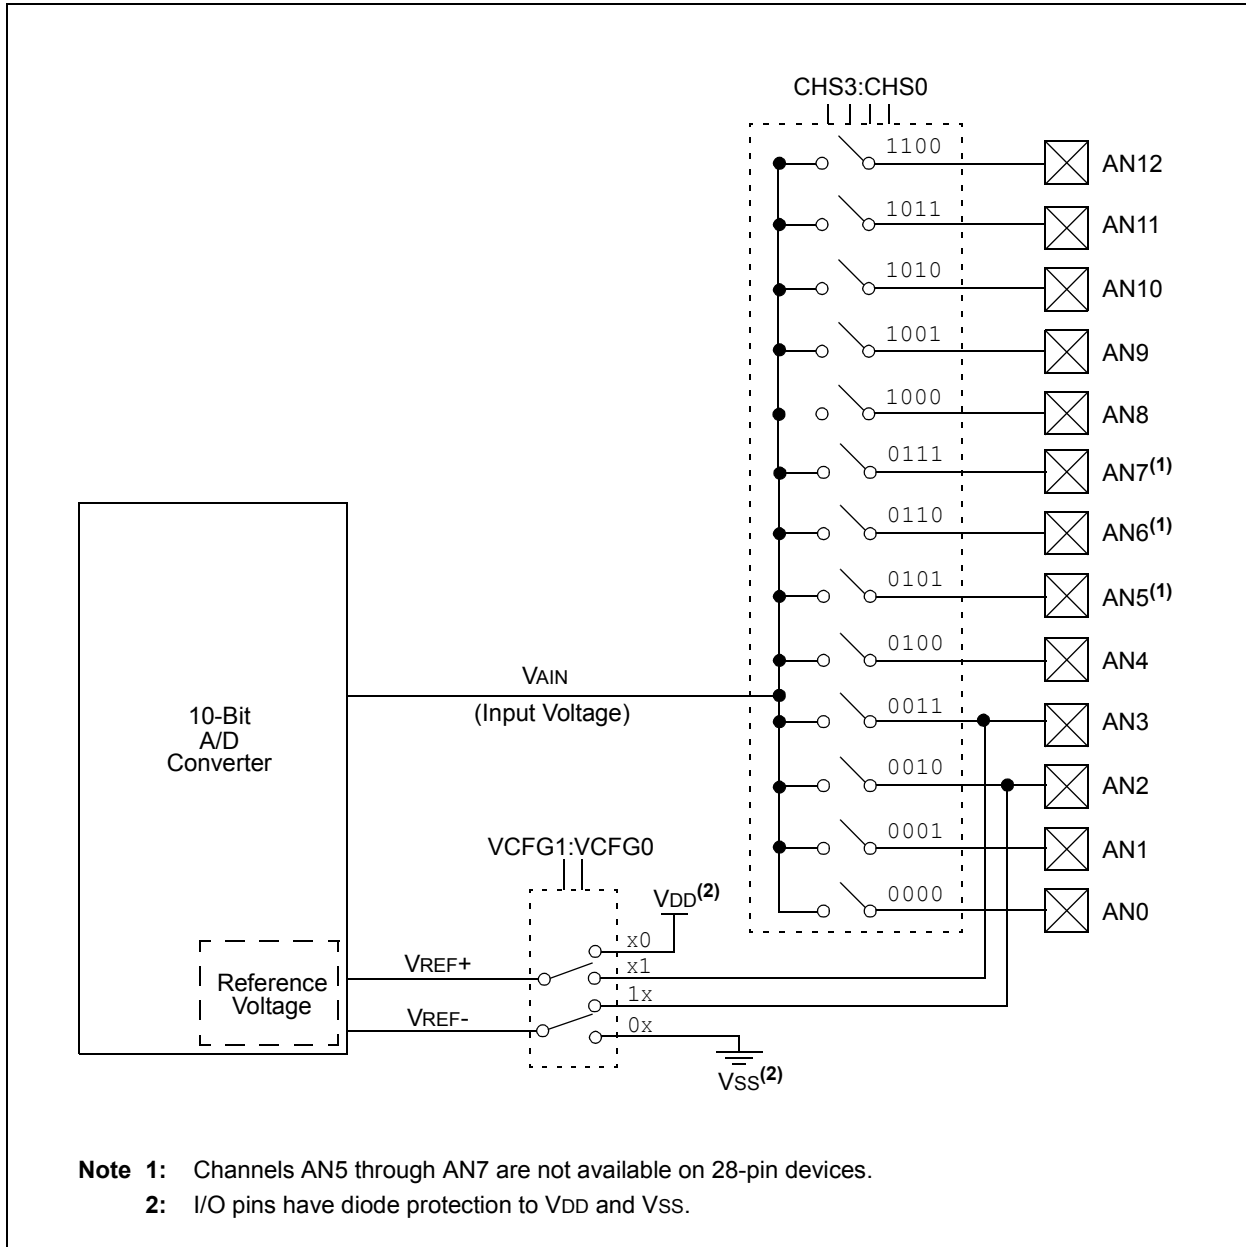 CHS3:CHS0
1100 AN12
1011 AN11
1010 AN10
1001 AN9
1000 AN8
0111 AN7(1)
0110 AN6(1)
0101 AN5(1)
0100 AN4
VAIN
(Input Voltage)
0011 AN3
10-Bit
A/D
Converter
0010 AN2
0001 AN1
VCFG1:VCFG0
0000 AN0
VDD(2)
x0
VREF+
x1
Reference
Voltage
1x
VREF-
0x
VSS(2)
Note 1: Channels AN5 through AN7 are not available on 28-pin devices.
2: I/O pins have diode protection to VDD and VSS.